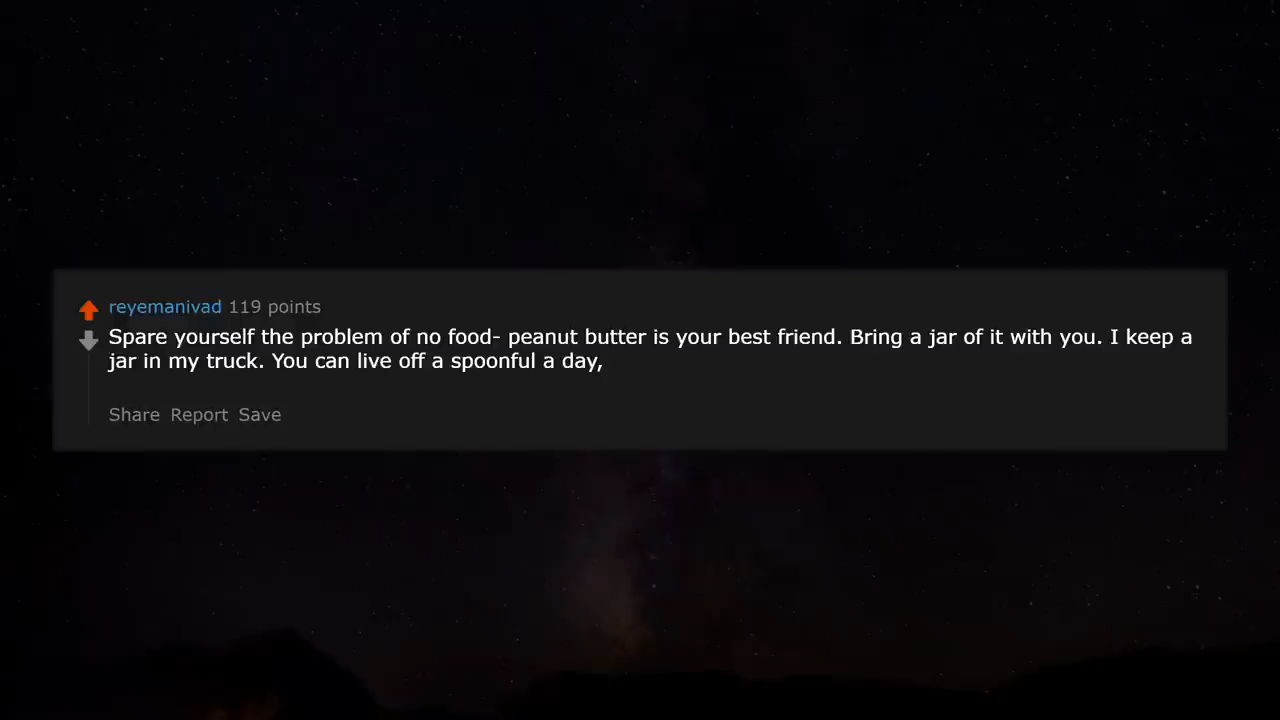 reyemanivad 119 points
Spare yourself the problem of no food- peanut butter is your best friend. Bring a jar of it with you. I keep a
jar in my truck. You can live off a spoonful a day,
Share Report Save